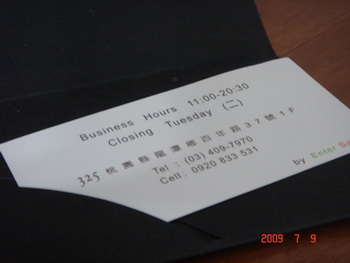 Business Hours 11:00-20:30
Closing Tuesday (二)
325 桃園縣龍潭鄉百年路37號1F
Tel : (03) 409-7970
Cell : 0920 833 531
by Enter
2009 7 9